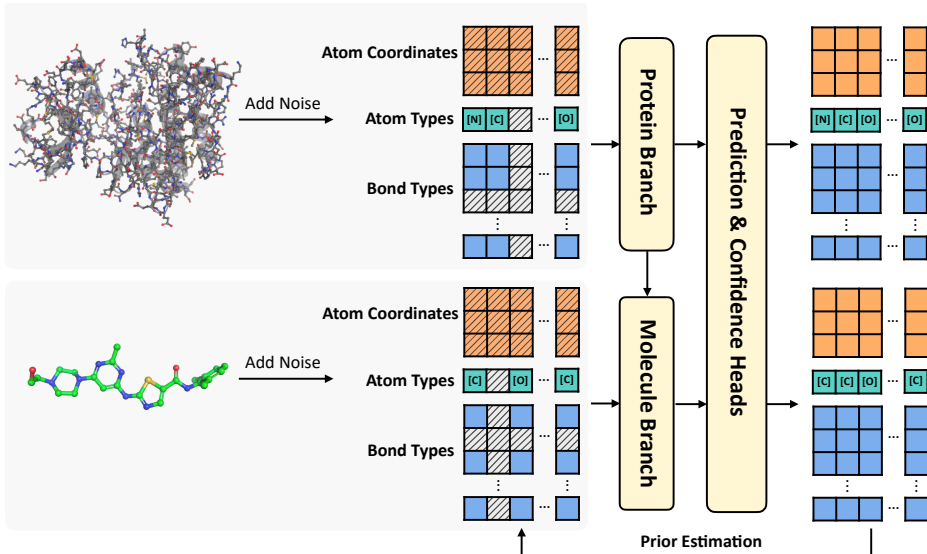 Atom Coordinates
Add Noise
Atom Types
[N] [C] ... [O]
Bond Types
Protein Branch
Prediction & Confidence Heads
[N] [C] [O] ... [O]
Atom Coordinates
Add Noise
Atom Types
[C] [O] ... [C]
Bond Types
Molecule Branch
[C] [C] [O] ... [C]
Prior Estimation